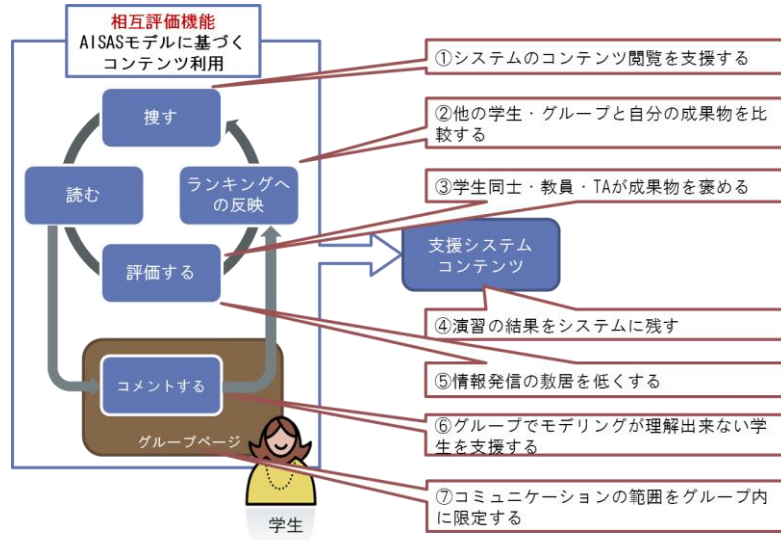 相互評価機能
AISASモデルに基づく
コンテンツ利用
捜す
読む
ランキングへ
の反映
評価する
コメントする
グループページ
学生
支援システム
コンテンツ
①システムのコンテンツ閲覧を支援する
②他の学生・グループと自分の成果物を比
較する
③学生同士・教員・TAが成果物を褒める
④演習の結果をシステムに残す
⑤情報発信の敷居を低くする
⑥グループでモデリングが理解出来ない学
生を支援する
⑦コミュニケーションの範囲をグループ内
に限定する